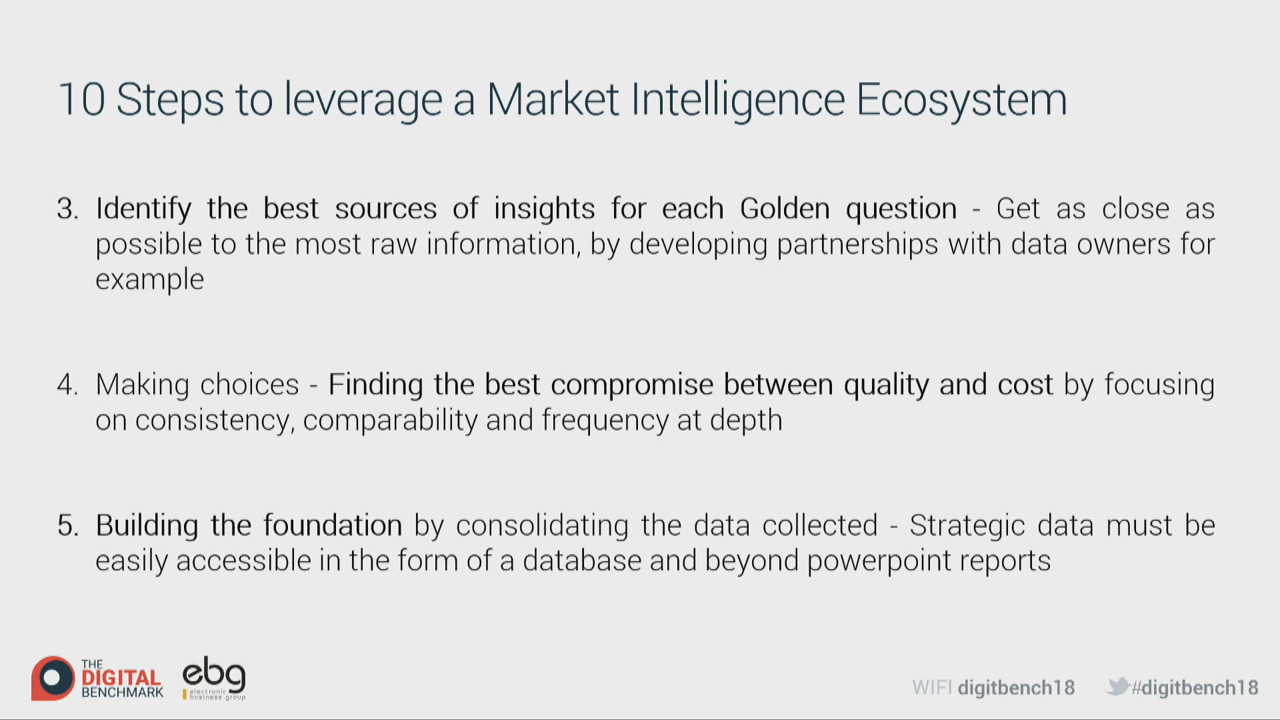 10 Steps to leverage a Market Intelligence Ecosystem
3. Identify the best sources of insights for each Golden question - Get as close as
possible to the most raw information, by developing partnerships with data owners for
example
4. Making choices - Finding the best compromise between quality and cost by focusing
on consistency, comparability and frequency at depth
5. Building the foundation by consolidating the data collected - Strategic data must be
easily accessible in the form of a database and beyond powerpoint reports
THE
DIGITAL
BENCHMARK
ebg
electronic
business group
WIFI digitbench18
#digitbench18